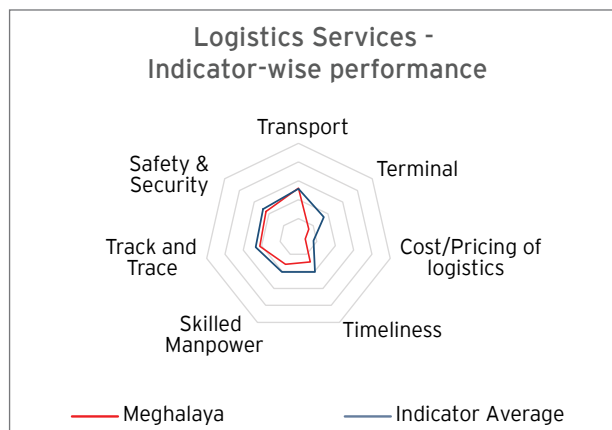 Logistics Services -
Indicator-wise performance
Transport
Safety &
Security
Terminal
Track and
Trace
Cost/Pricing of
logistics
Skilled
Manpower
Timeliness
Meghalaya
Indicator Average